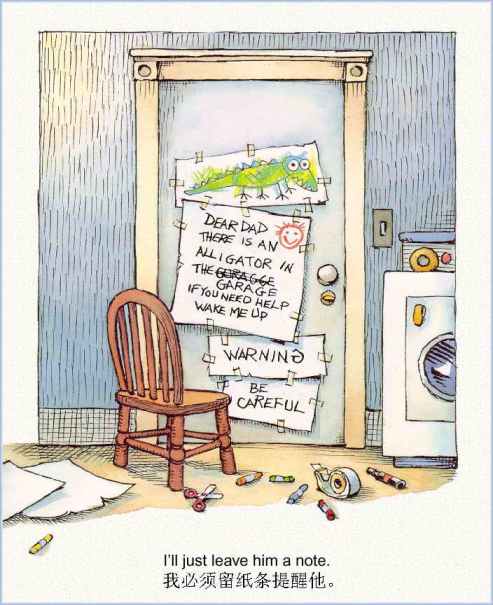 DEAR DAD
THERE IS AN
ALLIGATOR IN
THE GERAGGE
GARAGE
IF YOU NEED HELP
WAKE ME UP
WARNING
BE
CAREFUL
I'll just leave him a note.
我必须留纸条提醒他。